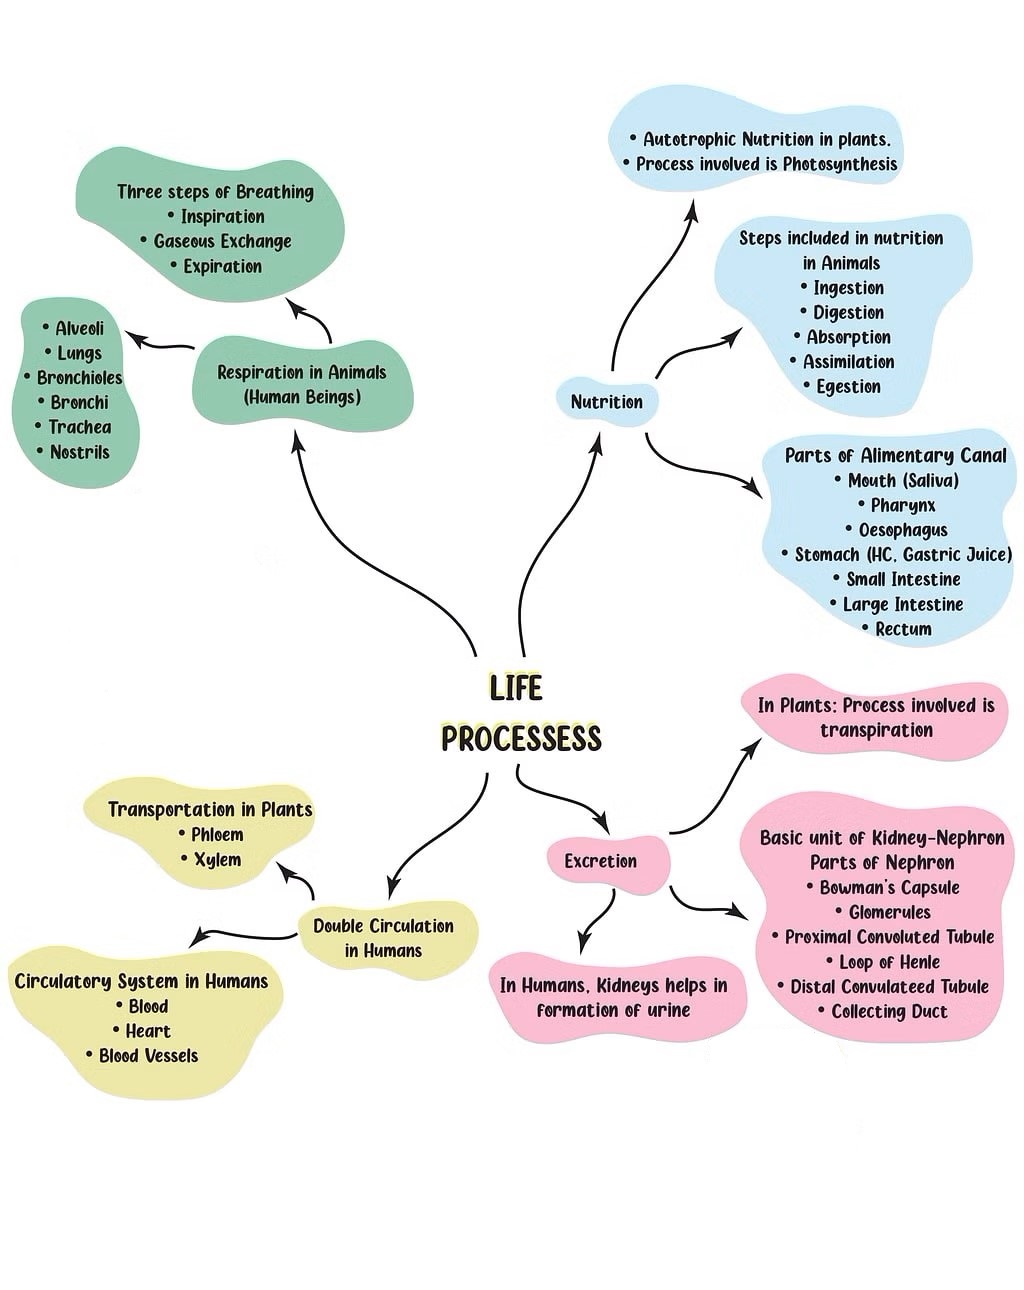 • Autotrophic Nutrition in plants.
• Process involved is Photosynthesis
Three steps of Breathing
• Inspiration
• Gaseous Exchange
• Expiration
Steps included in nutrition
in Animals
• Ingestion
• Digestion
• Absorption
• Assimilation
• Egestion
• Alveoli
• Lungs
• Bronchioles
• Bronchi
• Trachea
• Nostrils
Respiration in Animals
(Human Beings)
Nutrition
Parts of Alimentary Canal
• Mouth (Saliva)
• Pharynx
• Oesophagus
• Stomach (HC, Gastric Juice)
• Small Intestine
• Large Intestine
• Rectum
LIFE
PROCESSESS
In Plants: Process involved is
transpiration
Transportation in Plants
• Phloem
• Xylem
Excretion
Basic unit of Kidney-Nephron
Parts of Nephron
• Bowman's Capsule
• Glomerules
• Proximal Convoluted Tubule
• Loop of Henle
• Distal Convulateed Tubule
• Collecting Duct
Double Circulation
in Humans
Circulatory System in Humans
• Blood
• Heart
• Blood Vessels
In Humans, Kidneys helps in
formation of urine